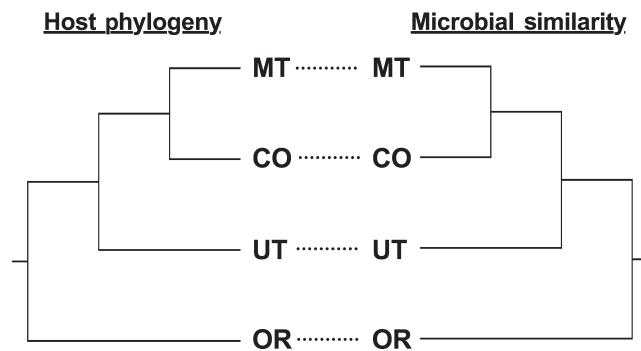 Host phylogeny Microbial similarity
MT MT
CO CO
UT UT
OR OR